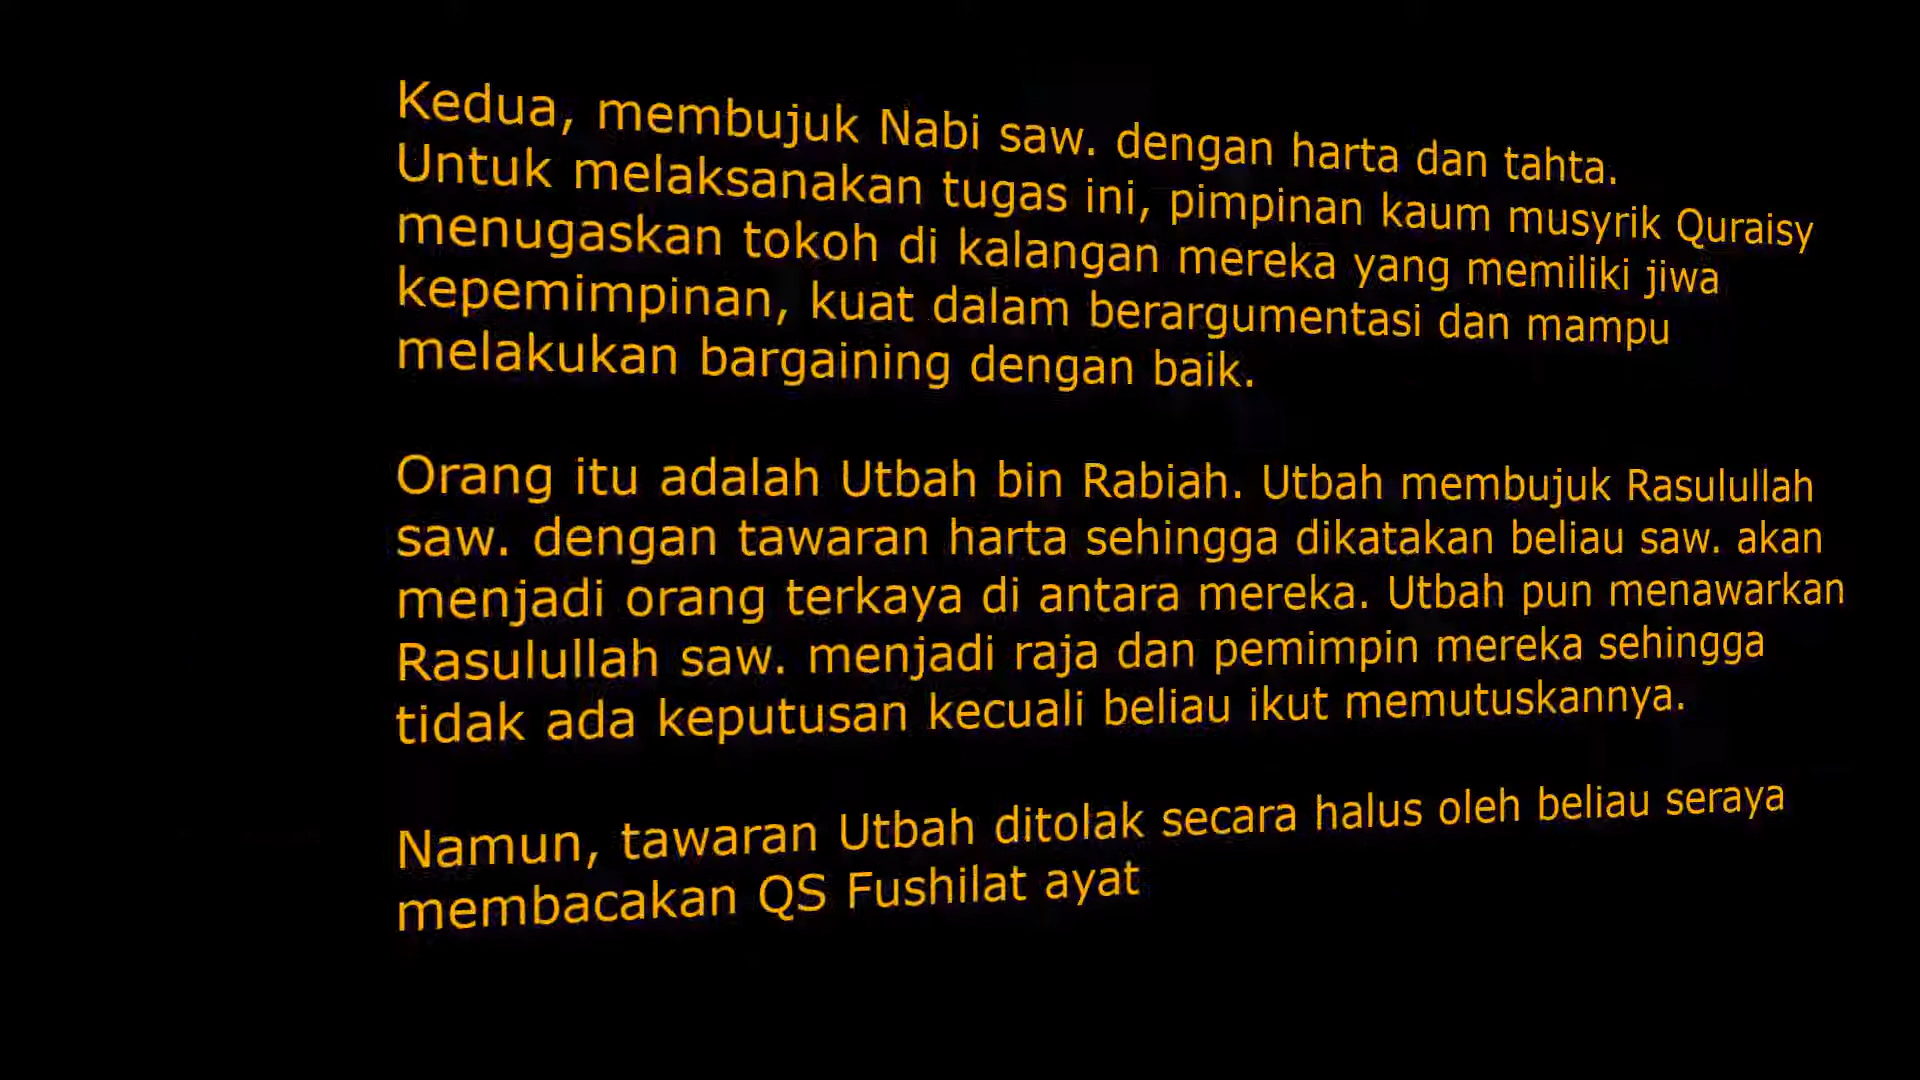 Kedua, membujuk Nabi saw. dengan harta dan tahta.
Untuk melaksanakan tugas ini, pimpinan kaum musyrik Quraisy
menugaskan tokoh di kalangan mereka yang memiliki jiwa
kepemimpinan, kuat dalam berargumentasi dan mampu
melakukan bargaining dengan baik.
Orang itu adalah Utbah bin Rabiah. Utbah membujuk Rasulullah
saw. dengan tawaran harta sehingga dikatakan beliau saw. akan
menjadi orang terkaya di antara mereka. Utbah pun menawarkan
Rasulullah saw. menjadi raja dan pemimpin mereka sehingga
tidak ada keputusan kecuali beliau ikut memutuskannya.
Namun, tawaran Utbah ditolak secara halus oleh beliau seraya
membacakan QS Fushilat ayat